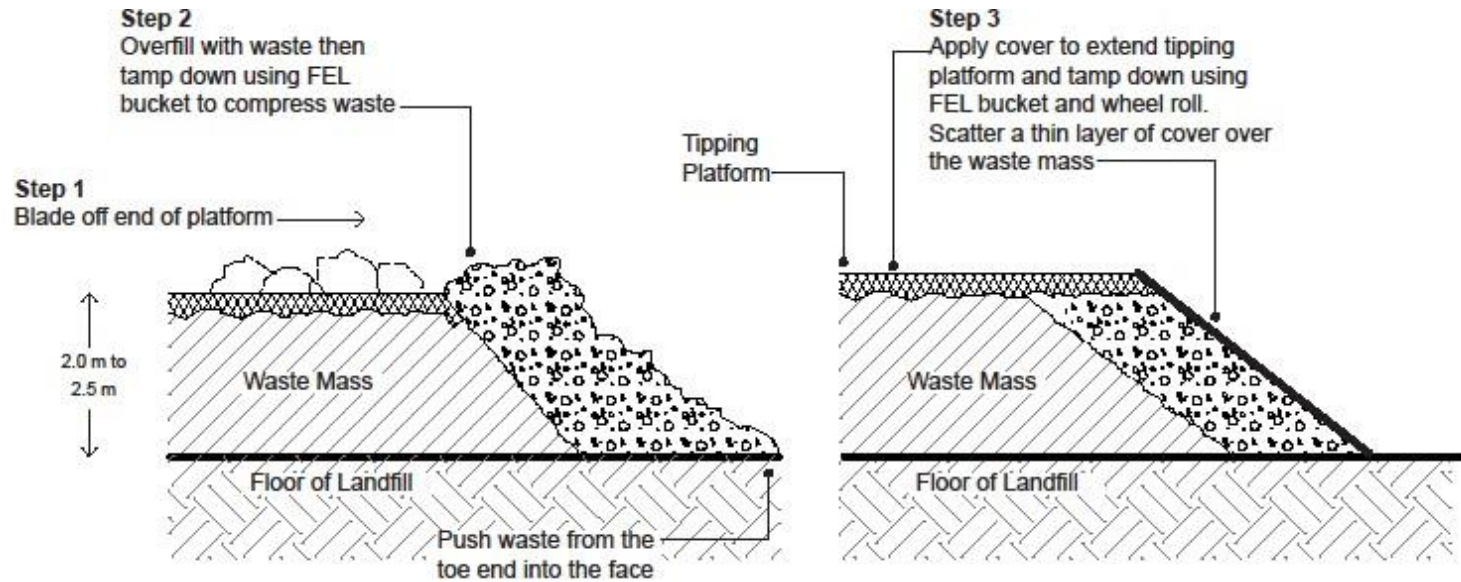 Step 2
Overfill with waste then
tamp down using FEL
bucket to compress waste
Step 3
Apply cover to extend tipping
platform and tamp down using
FEL bucket and wheel roll.
Scatter a thin layer of cover over
the waste mass
Tipping
Platform
Step 1
Blade off end of platform
2.0 m to
2.5 m
Waste Mass
Waste Mass
Floor of Landfill
Floor of Landfill
Push waste from the
toe end into the face